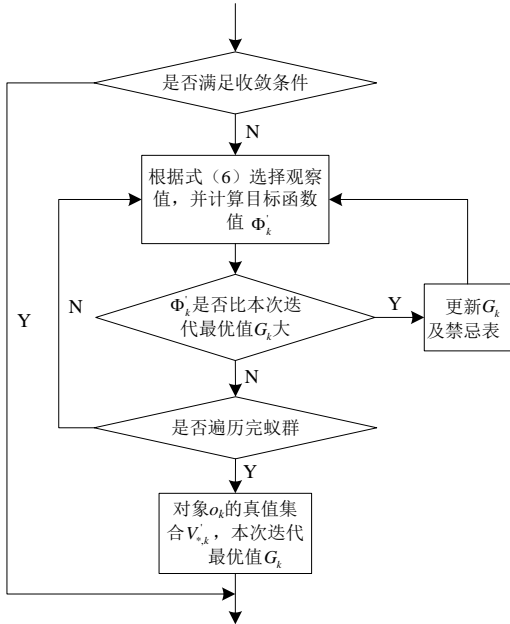 是否满足收敛条件
N
根据式（6）选择观察
值，并计算目标函数
值 Φ'k
Φ'k是否比本次迭
代最优值Gk大
Y
更新Gk
及禁忌表
N
Y
N
是否遍历完蚁群
Y
对象ok的真值集
合V'*,k，本次迭代
最优值Gk